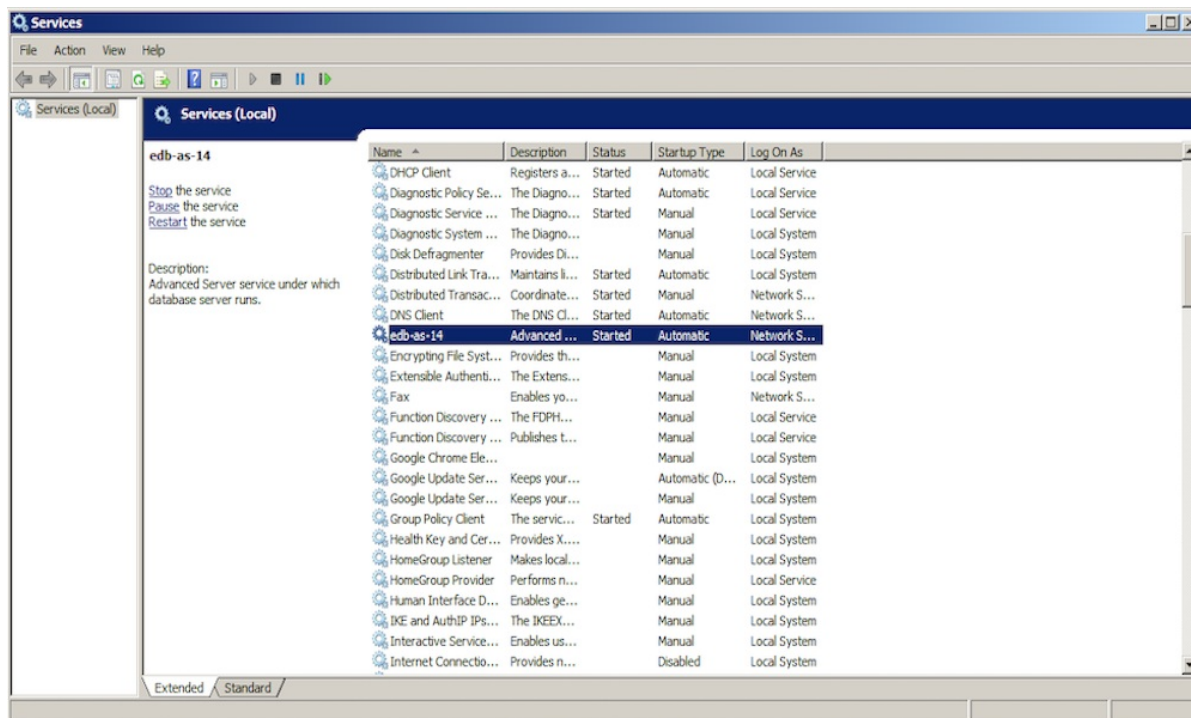 Services
File Action View Help
Services (Local)
Services (Local)
edb-as-14
Stop the service
Pause the service
Restart the service
Description:
Advanced Server service under which
database server runs.
Name Description Status Startup Type Log On As
DHCP Client Registers a... Started Automatic Local Service
Diagnostic Policy Se... The Diagno... Started Automatic Local Service
Diagnostic Service ... The Diagno... Started Manual Local Service
Diagnostic System ... The Diagno... Manual Local System
Disk Defragmenter Provides Di... Manual Local System
Distributed Link Tra... Maintains li... Started Automatic Local System
Distributed Transac... Coordinate... Started Manual Network S...
DNS Client The DNS Cl... Started Automatic Network S...
edb-as-14 Advanced ... Started Automatic Network S...
Encrypting File Syst... Provides th... Manual Local System
Extensible Authenti... The Extens... Manual Local System
Fax Enables yo... Manual Network S...
Function Discovery ... The FDPH... Manual Local Service
Function Discovery ... Publishes t... Manual Local Service
Google Chrome Ele... Manual Local System
Google Update Ser... Keeps your... Automatic (D... Local System
Google Update Ser... Keeps your... Manual Local System
Group Policy Client The servic... Started Automatic Local System
Health Key and Cer... Provides X.... Manual Local System
HomeGroup Listener Makes local... Manual Local System
HomeGroup Provider Performs n... Manual Local Service
Human Interface D... Enables ge... Manual Local System
IKE and AuthIP IPs... The IKEEX... Manual Local System
Interactive Service... Enables us... Manual Local System
Internet Connectio... Provides n... Disabled Local System
Extended Standard